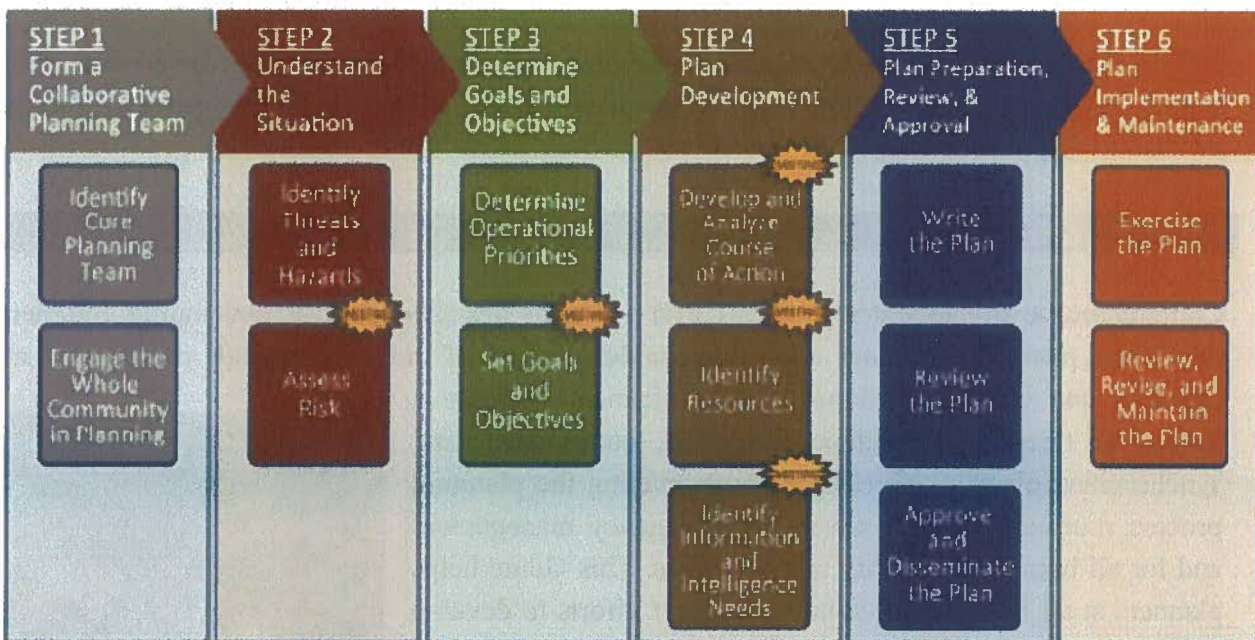 STEP 1
Form a
Collaborative
Planning Team
Identify
Core
Planning
Team
Engage the
Whole
Community
in Planning
STEP 2
Understand
the
Situation
Identify
Threats
and
Hazards
Assess
Risk
STEP 3
Determine
Goals and
Objectives
Determine
Operational
Priorities
Set Goals
and
Objectives
STEP 4
Plan
Development
Develop and
Analyze
Course
of Action
Identify
Resources
Identify
Information
and
Intelligence
Needs
STEP 5
Plan Preparation,
Review, &
Approval
Write
the Plan
Review
the Plan
Approve
and
Disseminate
the Plan
STEP 6
Plan
Implementation
& Maintenance
Exercise
the Plan
Review,
Revise, and
Maintain
the Plan